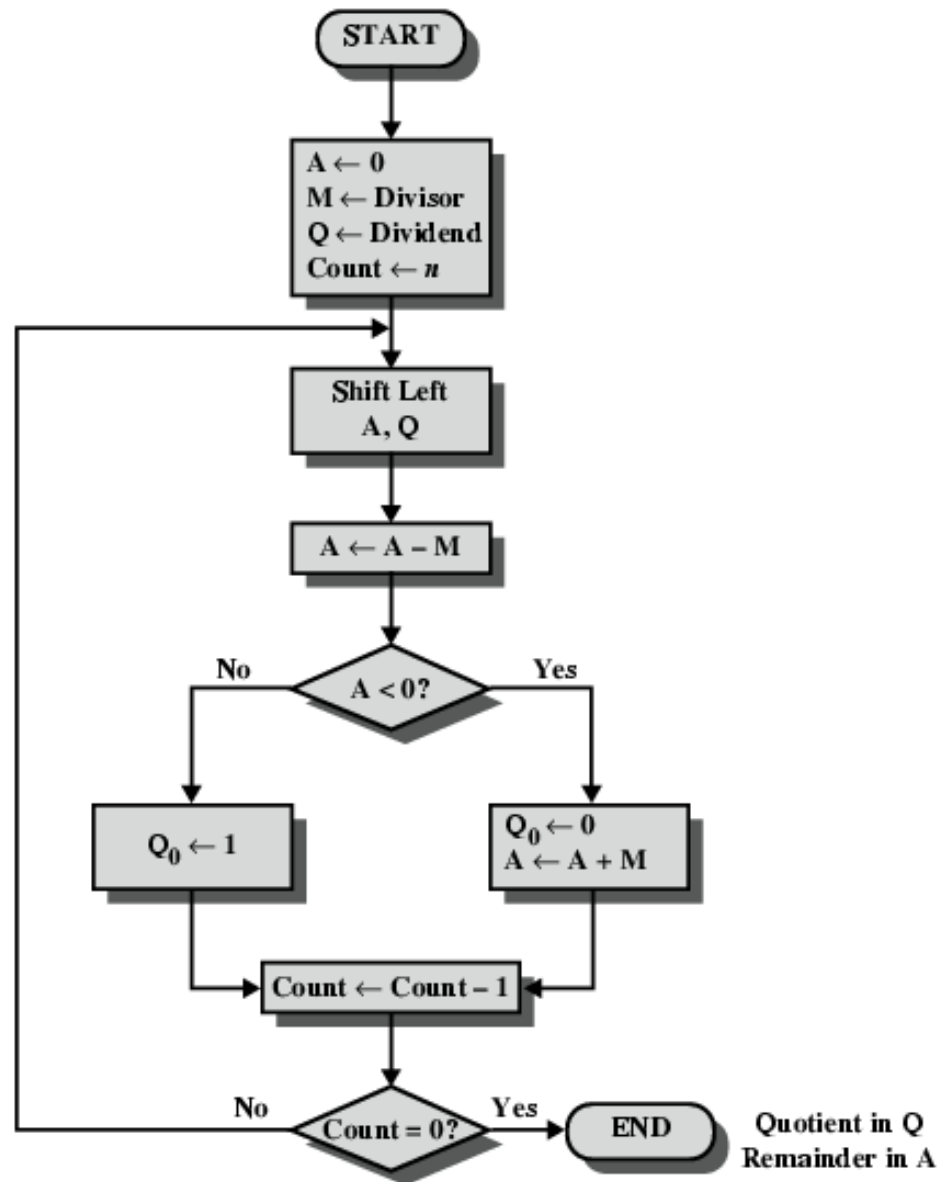 START
A ← 0
M ← Divisor
Q ← Dividend
Count ← n
Shift Left
A, Q
A ← A – M
No
Yes
A < 0?
Q₀ ← 1
Q₀ ← 0
A ← A + M
Count ← Count – 1
No
Yes
Count = 0?
END
Quotient in Q
Remainder in A